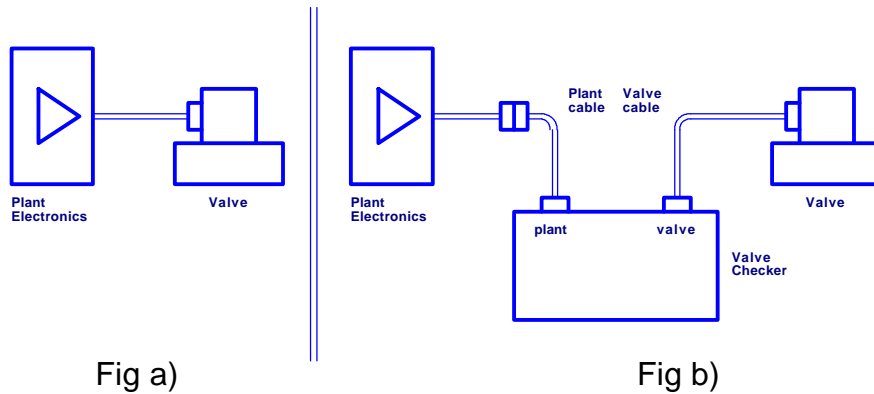 Plant
Electronics
Valve
Fig a)
Plant
cable
Valve
cable
Plant
Electronics
Valve
plant
valve
Valve
Checker
Fig b)